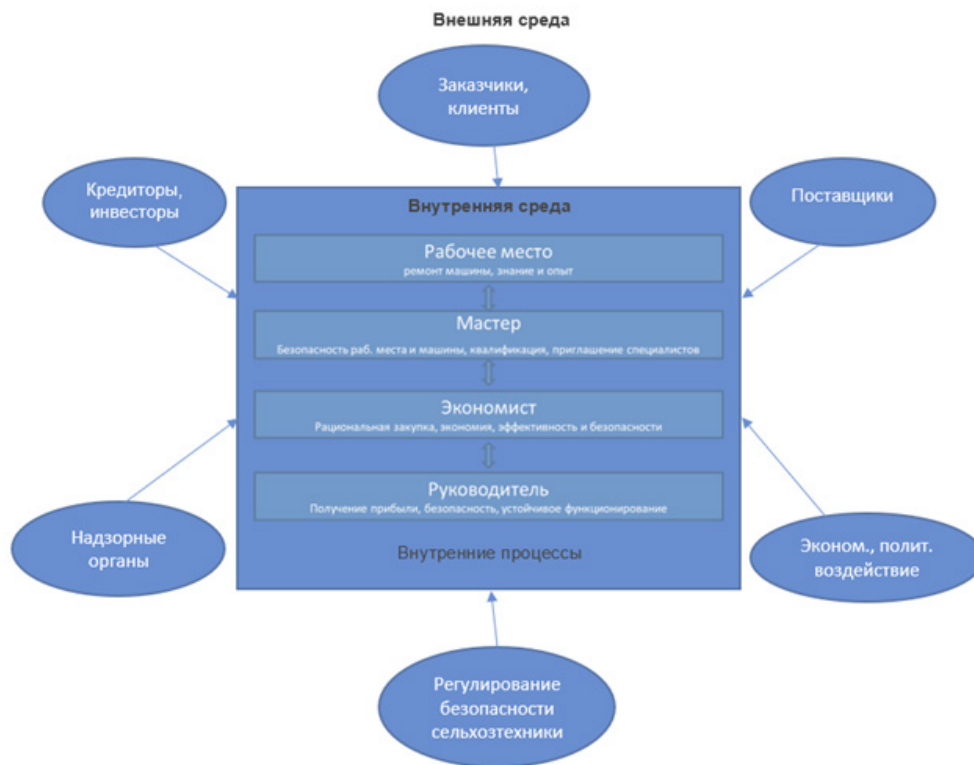 Внешняя среда
Заказчики,
клиенты
Кредиторы,
инвесторы
Поставщики
Внутренняя среда
Рабочее место
ремонт машины, знание и опыт
Мастер
Безопасность раб. места и машины, квалификация, приглашение специалистов
Экономист
Рациональная закупка, экономия, эффективность и безопасности
Руководитель
Получение прибыли, безопасность, устойчивое функционирование
Внутренние процессы
Надзорные
органы
Эконом., полит.
воздействие
Регулирование
безопасности
сельхозтехники